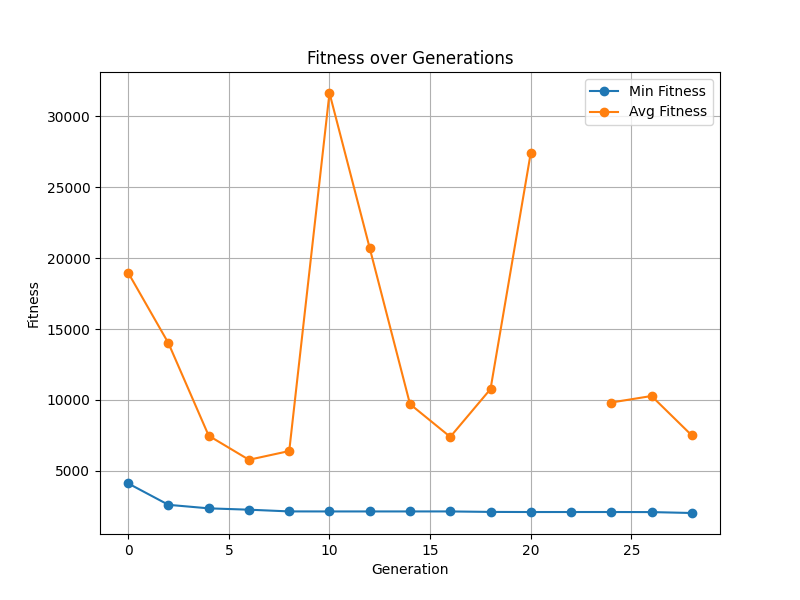 Fitness over Generations
Min Fitness
Avg Fitness
30000
25000
20000
15000
10000
5000
Fitness
0 5 10 15 20 25
Generation